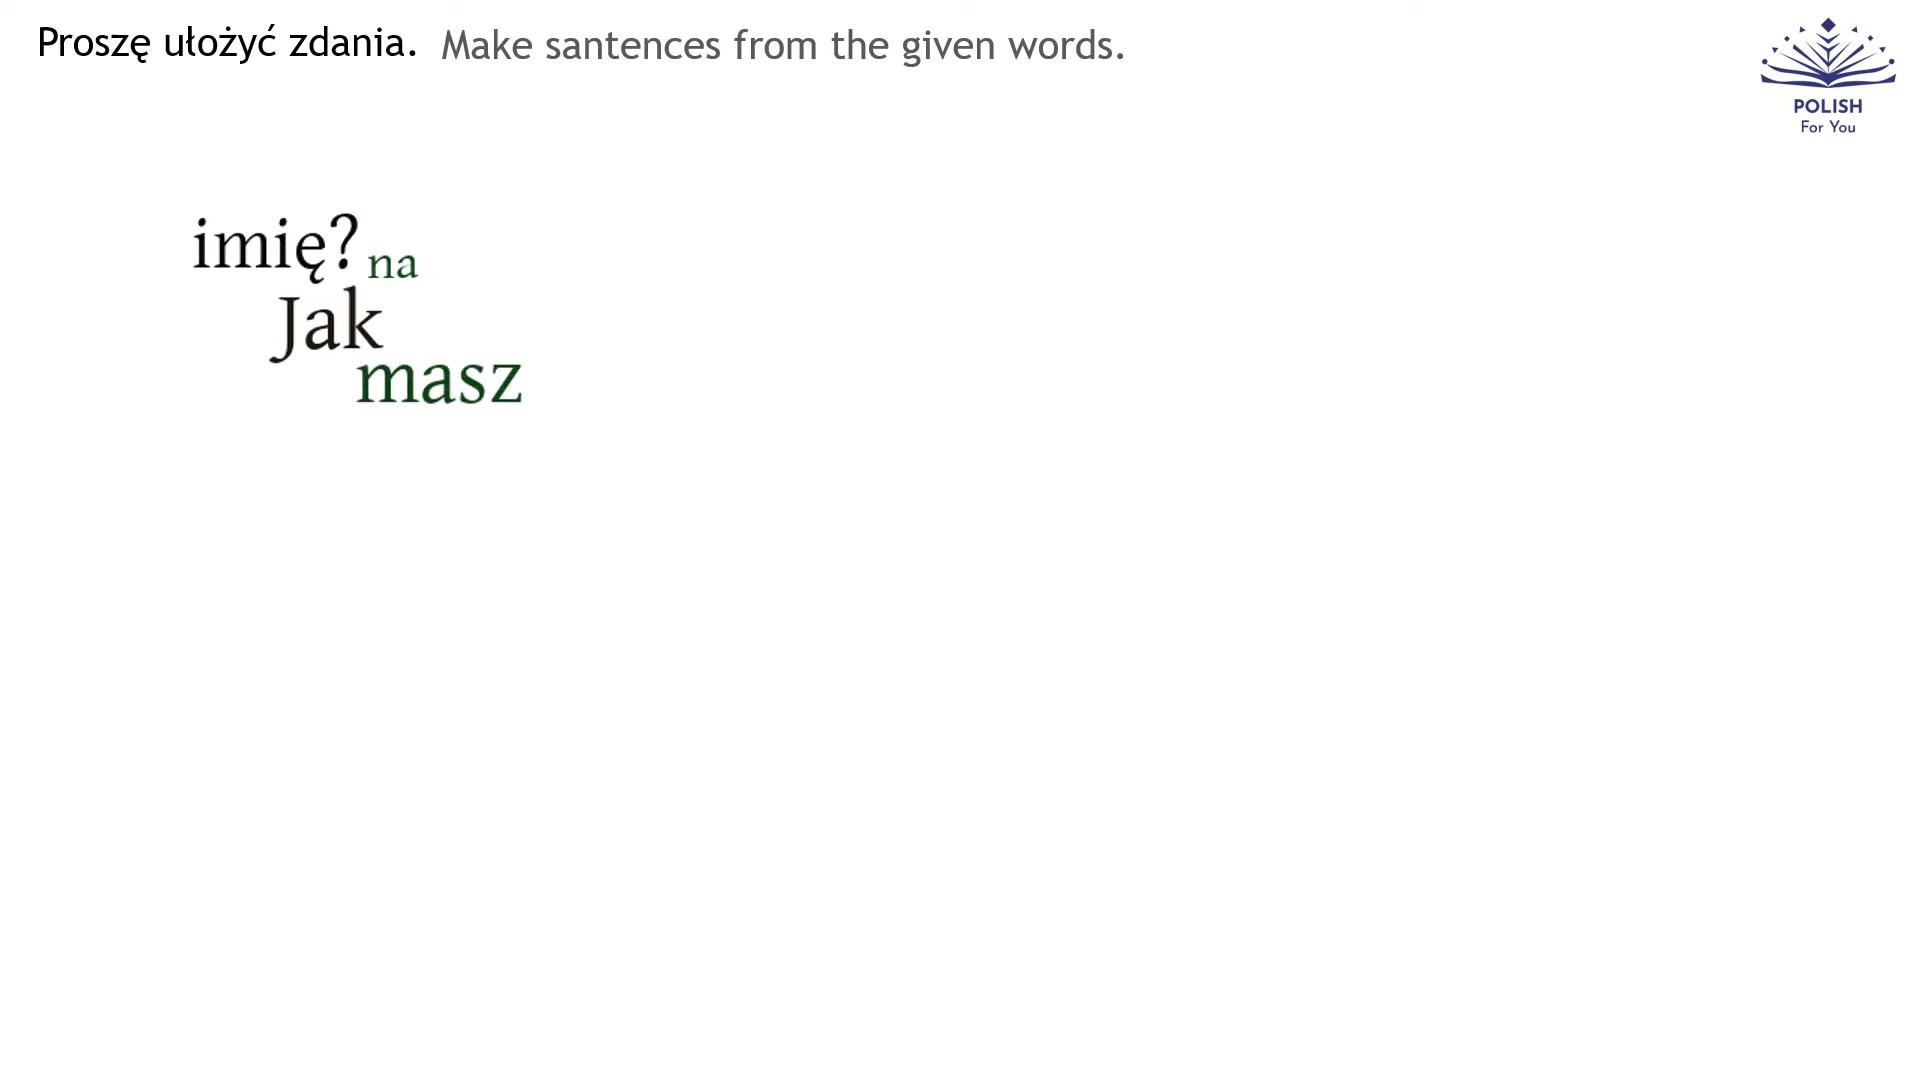 Proszę ułożyć zdania. Make santences from the given words.
POLISH
For You
imię? na
Jak
masz